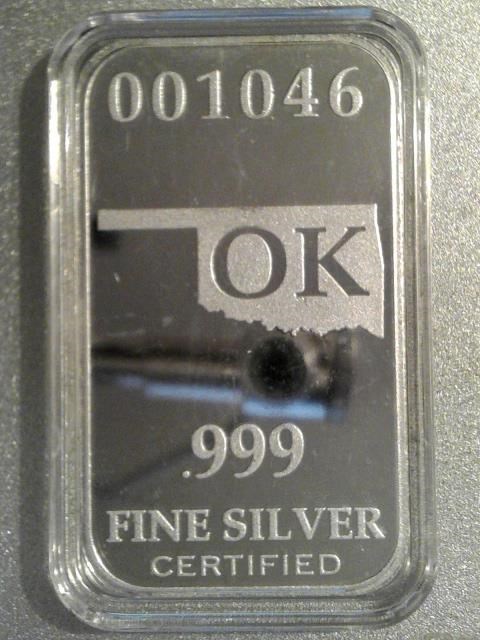 001046
OK
.999
FINE SILVER
CERTIFIED